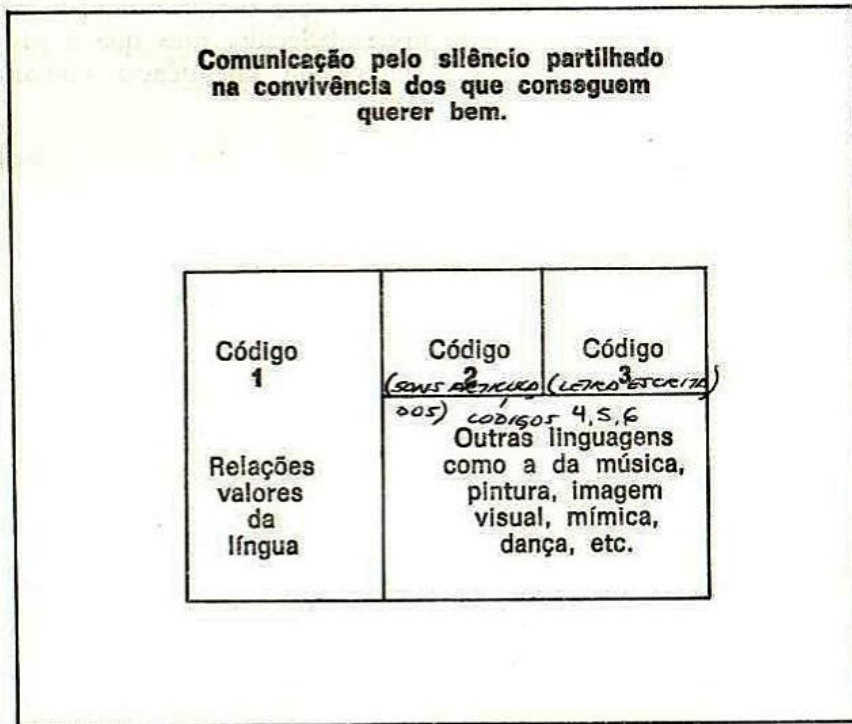 Comunicação pelo silêncio partilhado
na convivência dos que conseguem
querer bem.
Código
1
Relações
valores
da
língua
Código
2
(SONS ARTICULA
DOS)
Código
3
(LETRA ESCRITA)
CÓDIGOS 4,5,6
Outras linguagens
como a da música,
pintura, imagem
visual, mímica,
dança, etc.